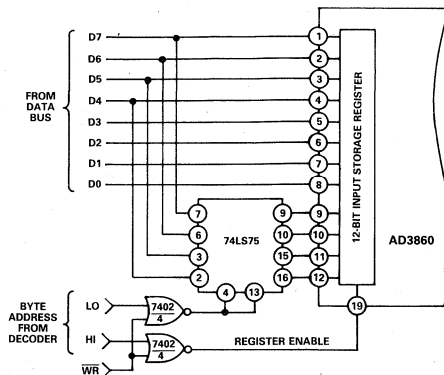 D7
1
D6
2
D5
3
FROM
DATA
BUS
D4
4
D3
5
D2
6
D1
7
D0
8
12-BIT INPUT STORAGE REGISTER
AD3860
7
9
9
6
74LS75
10
10
3
15
11
2
16
12
4
13
19
BYTE
ADDRESS
FROM
DECODER
LO
7402
4
HI
7402
4
REGISTER ENABLE
WR